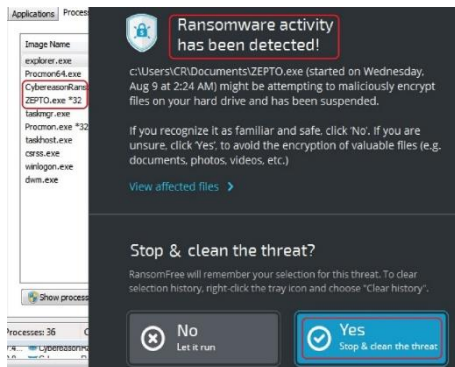 Applications Proces
Image Name
explorer.exe
Procmon64.exe
CybereasonRans
ZEPTO.exe *32
taskmgr.exe
Procmon.exe *32
taskhost.exe
csrss.exe
winlogon.exe
dwm.exe
Show process
Processes: 36
Ransomware activity
has been detected!
c:\Users\CR\Documents\ZEPTO.exe (started on Wednesday,
Aug 9 at 2:24 AM) might be attempting to maliciously encrypt
files on your hard drive and has been suspended.
If you recognize it as familiar and safe, click 'No'. If you are
unsure, click 'Yes', to avoid the encryption of valuable files (e.g.
documents, photos, videos, etc.)
View affected files
Stop & clean the threat?
RansomFree will remember your selection for this threat. To clear
selection history, right-click the tray icon and choose "Clear history".
No
Let it run
Yes
Stop & clean the threat